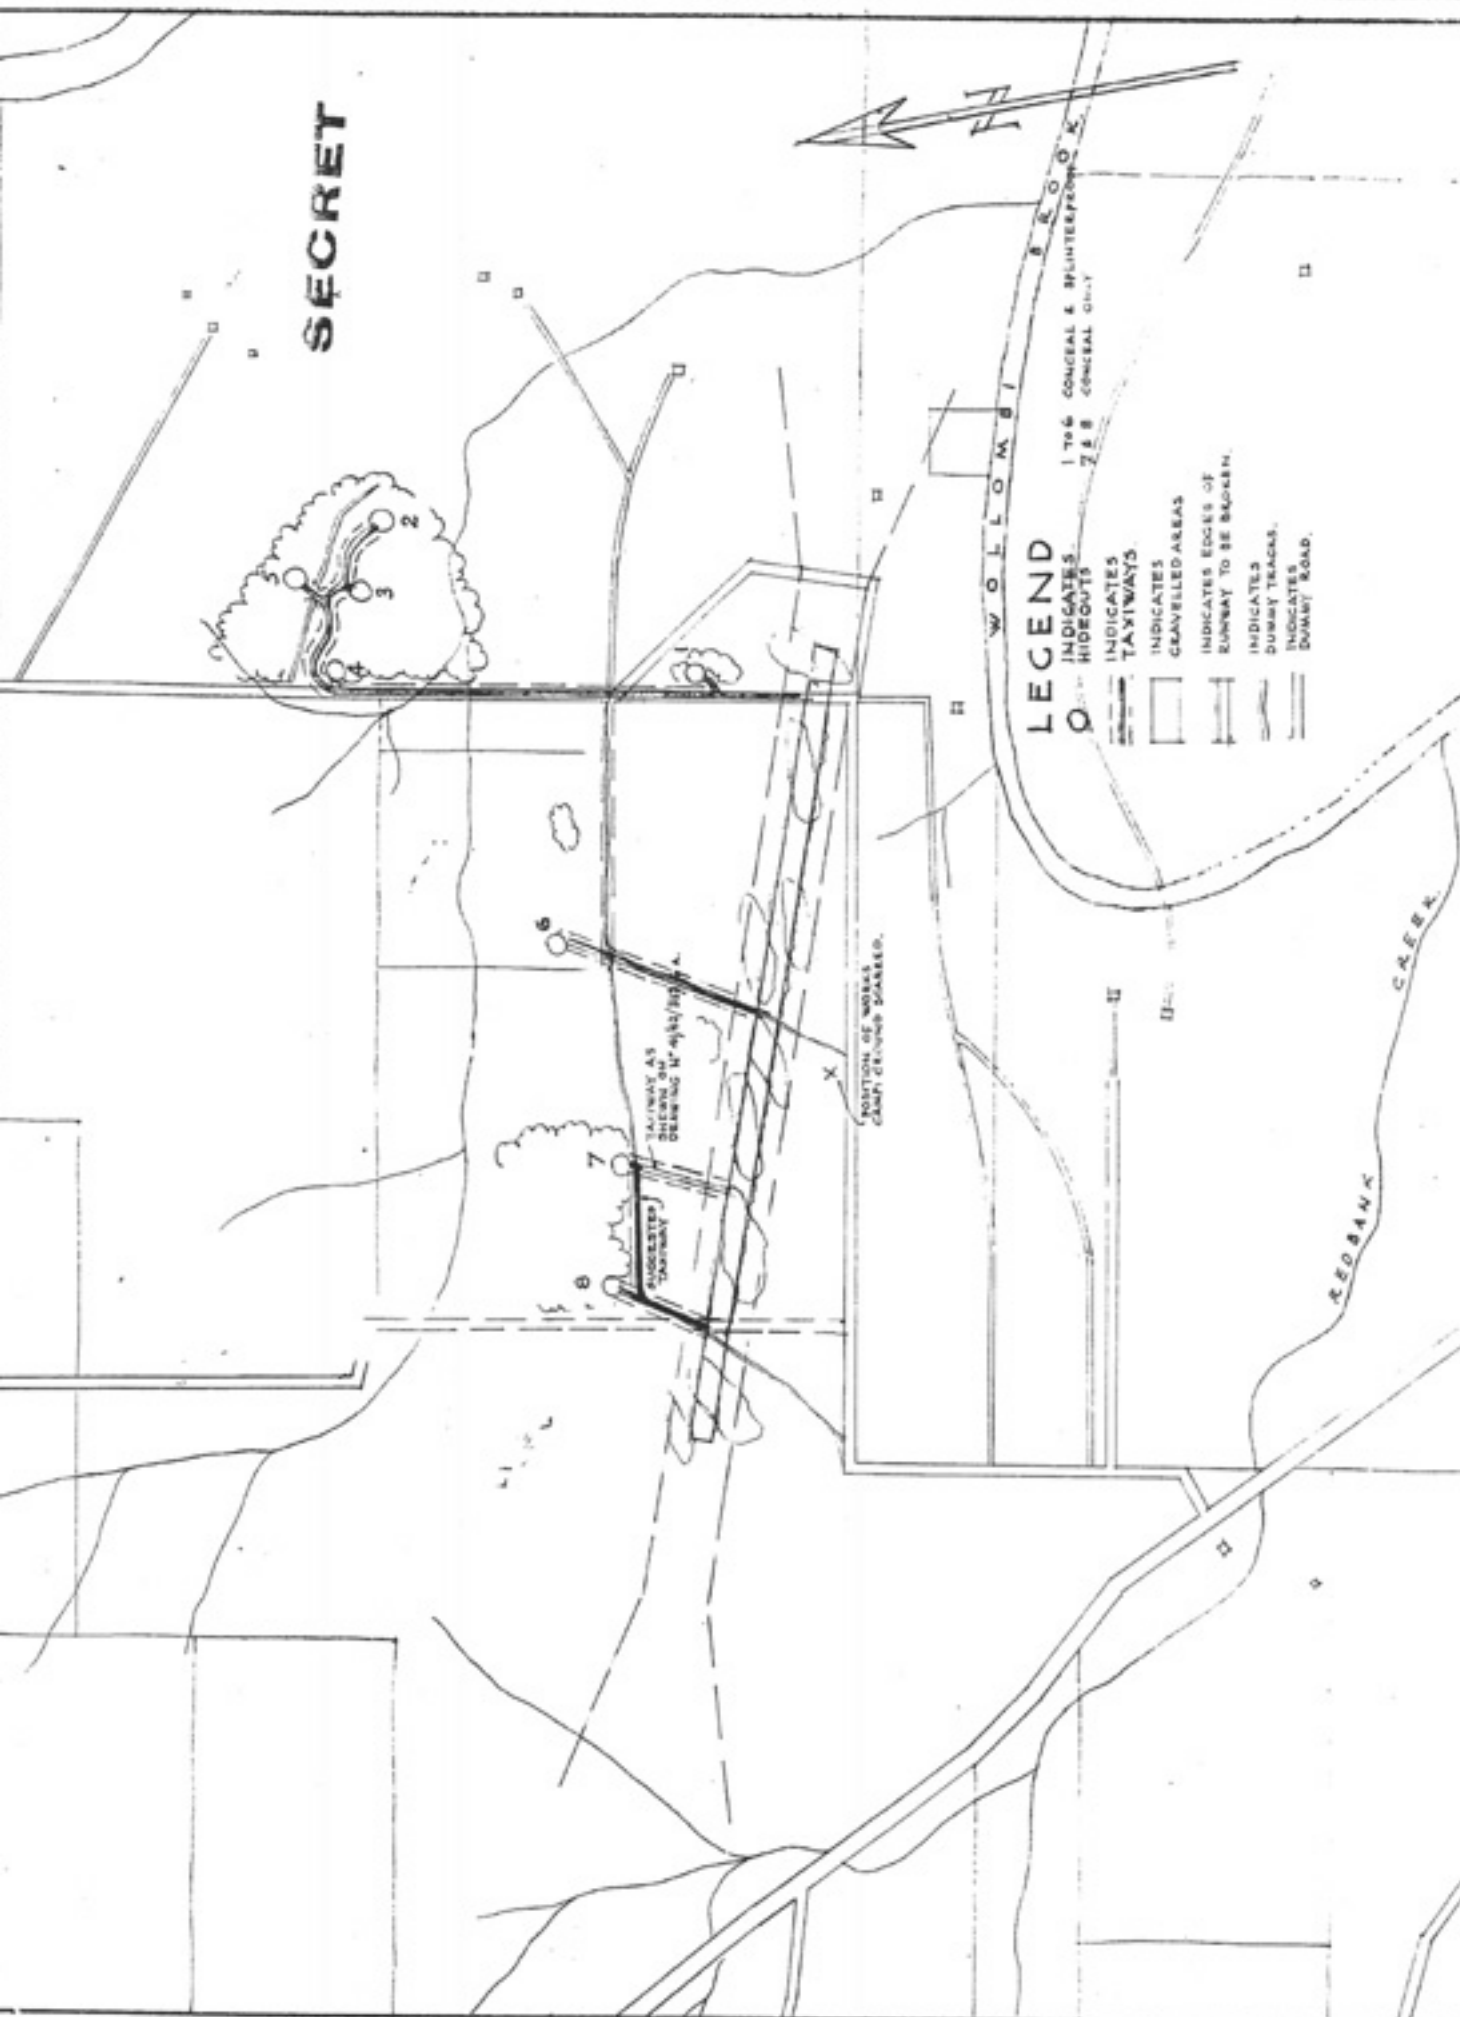 SECRET
N
WOLLOMBI BROOK
5
2
3
4
1
6
7
8
TAXIWAY AS
SHEWN ON
DRAWING Nº
SUGGESTED
TAXIWAY
X
POSITION OF WORKS
CAMP. GROUND SCARRED.
REDBANK CREEK.
LEGEND
INDICATES
HIDEOUTS
1 TO 6 CONCEAL & SPLINTERPROOF
7 & 8 CONCEAL ONLY
INDICATES
TAXIWAYS.
INDICATES
GRAVELLED AREAS
INDICATES EDGES OF
RUNWAY TO BE BROKEN.
INDICATES
DUMMY TRACKS.
INDICATES
DUMMY ROAD.